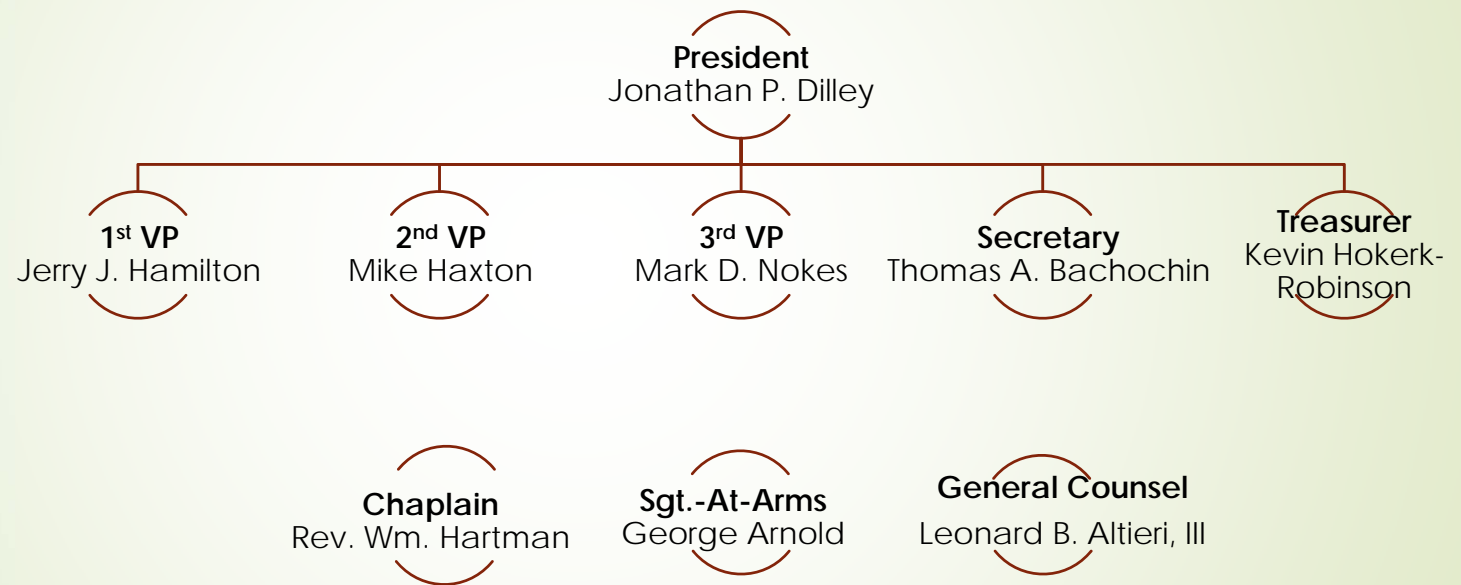 President
Jonathan P. Dilley
1st VP
Jerry J. Hamilton
2nd VP
Mike Haxton
3rd VP
Mark D. Nokes
Secretary
Thomas A. Bachochin
Treasurer
Kevin Hokerk-
Robinson
Chaplain
Rev. Wm. Hartman
Sgt.-At-Arms
George Arnold
General Counsel
Leonard B. Altieri, III